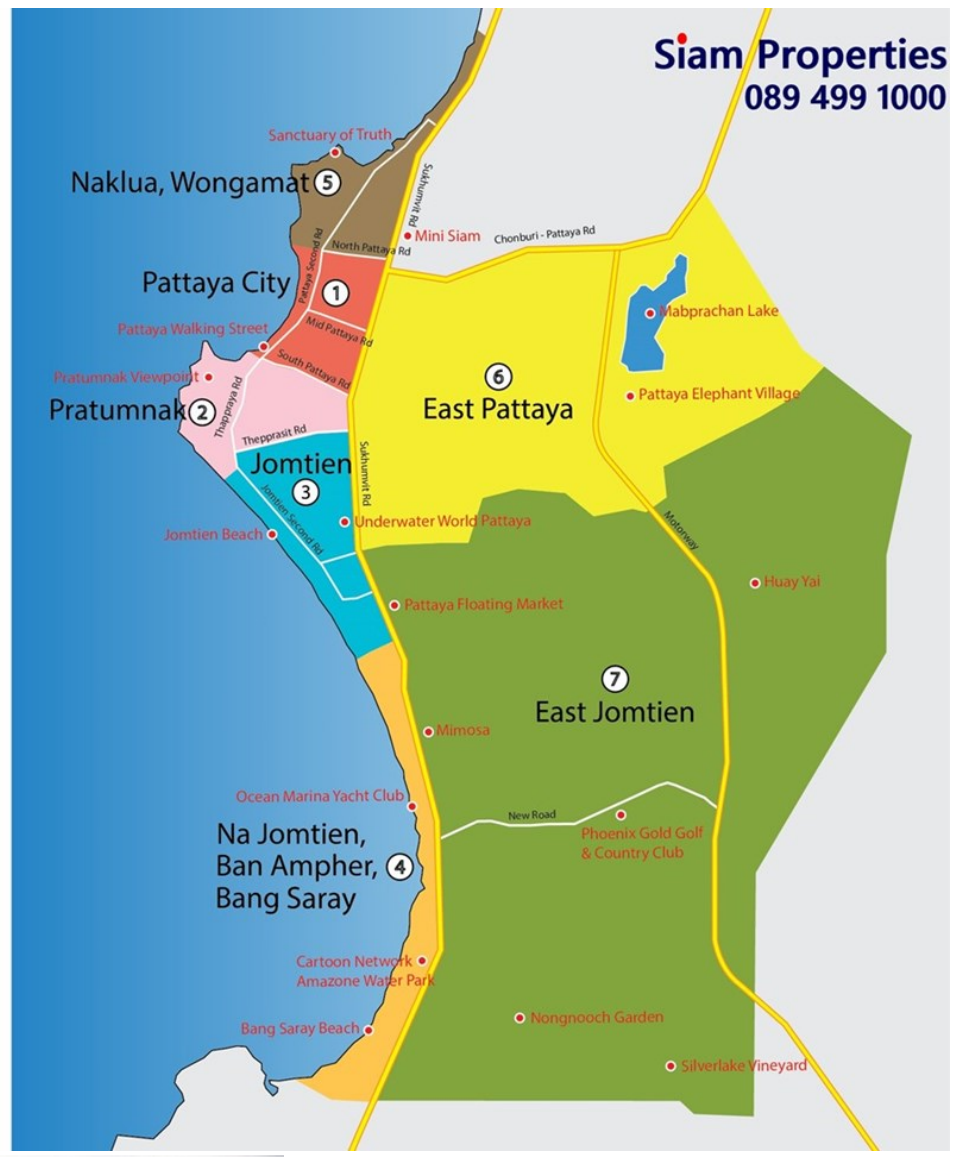 Siam Properties
089 499 1000
Sanctuary of Truth
Naklua, Wongamat
5
Sukhumvit Rd
Mini Siam
Chonburi - Pattaya Rd
North Pattaya Rd
Pattaya Second Rd
Pattaya City
1
Mabprachan Lake
Mid Pattaya Rd
Pattaya Walking Street
South Pattaya Rd
Pratumnak Viewpoint
Pratumnak
2
Thappraya Rd
6
East Pattaya
Pattaya Elephant Village
Thepprasit Rd
Jomtien
3
Sukhumvit Rd
Jomtien Second Rd
Underwater World Pattaya
Jomtien Beach
Motorway
Huay Yai
Pattaya Floating Market
7
East Jomtien
Mimosa
Ocean Marina Yacht Club
New Road
Phoenix Gold Golf
& Country Club
Na Jomtien,
Ban Ampher,
Bang Saray
4
Cartoon Network
Amazone Water Park
Bang Saray Beach
Nongnooch Garden
Silverlake Vineyard